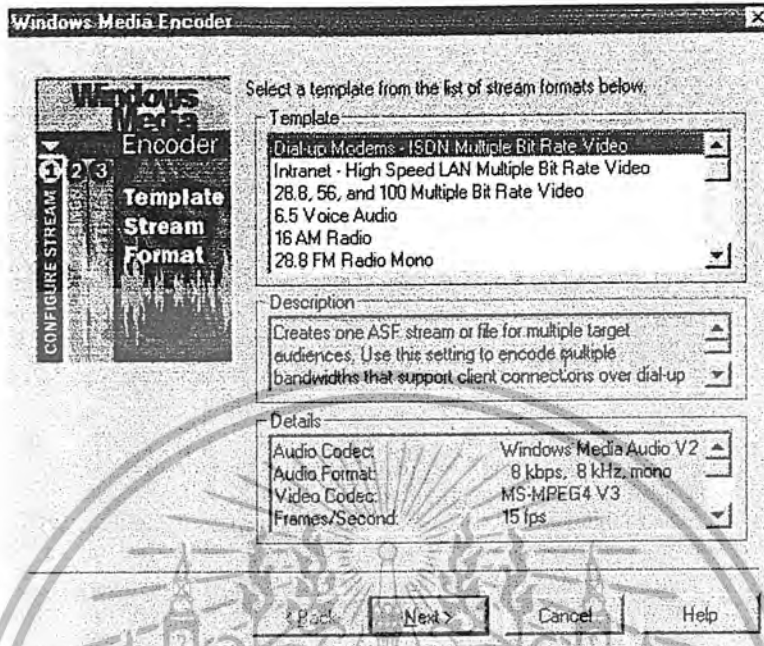 Windows Media Encoder
Windows
Media
Encoder
1 2 3
CONFIGURE STREAM
Template
Stream
Format
Select a template from the list of stream formats below.
Template
Dial-up Modems - ISDN Multiple Bit Rate Video
Intranet - High Speed LAN Multiple Bit Rate Video
28.8, 56, and 100 Multiple Bit Rate Video
6.5 Voice Audio
16 AM Radio
28.8 FM Radio Mono
Description
Creates one ASF stream or file for multiple target
audiences. Use this setting to encode multiple
bandwidths that support client connections over dial-up
Details
Audio Codec: Windows Media Audio V2
Audio Format: 8 kbps, 8 kHz, mono
Video Codec: MS-MPEG4 V3
Frames/Second: 15 fps
< Back Next > Cancel Help